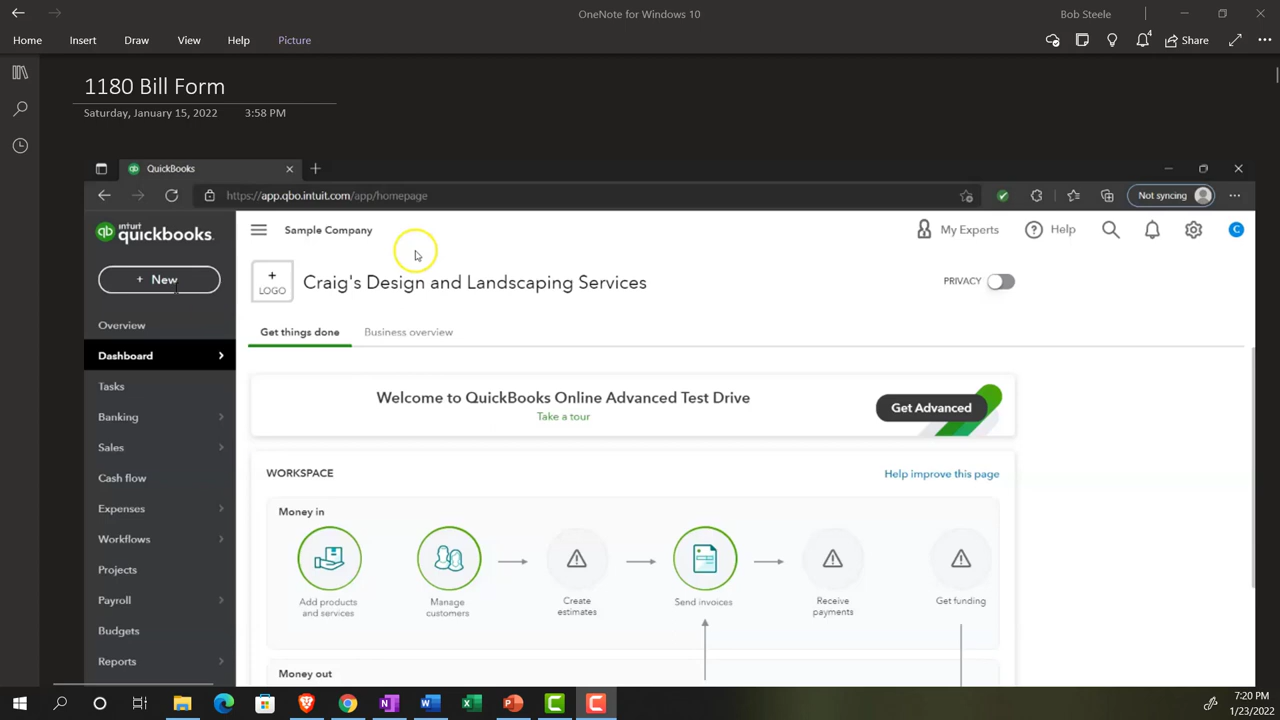 OneNote for Windows 10
Bob Steele
Home
Insert
Draw
View
Help
Picture
4
Share
1180 Bill Form
Saturday, January 15, 2022
3:58 PM
QuickBooks
https://app.qbo.intuit.com/app/homepage
Not syncing
intuit
quickbooks.
Sample Company
My Experts
Help
C
+ New
+
LOGO
Craig's Design and Landscaping Services
PRIVACY
Overview
Dashboard
Tasks
Banking
Sales
Cash flow
Expenses
Workflows
Projects
Payroll
Budgets
Reports
Get things done
Business overview
Welcome to QuickBooks Online Advanced Test Drive
Take a tour
Get Advanced
WORKSPACE
Help improve this page
Money in
Add products
and services
Manage
customers
Create
estimates
Send invoices
Receive
payments
Get funding
Money out
7:20 PM
1/23/2022